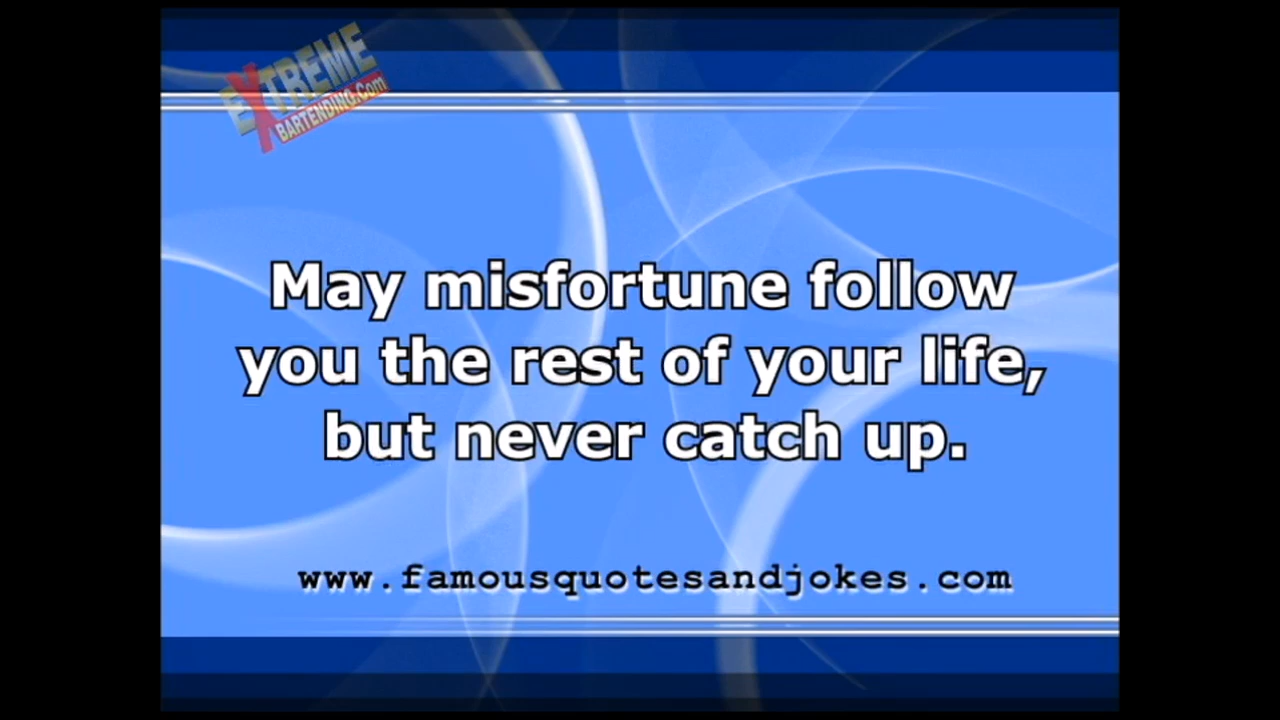 EXTREME
BARTENDING.Com
May misfortune follow
you the rest of your life,
but never catch up.
www.famousquotesandjokes.com